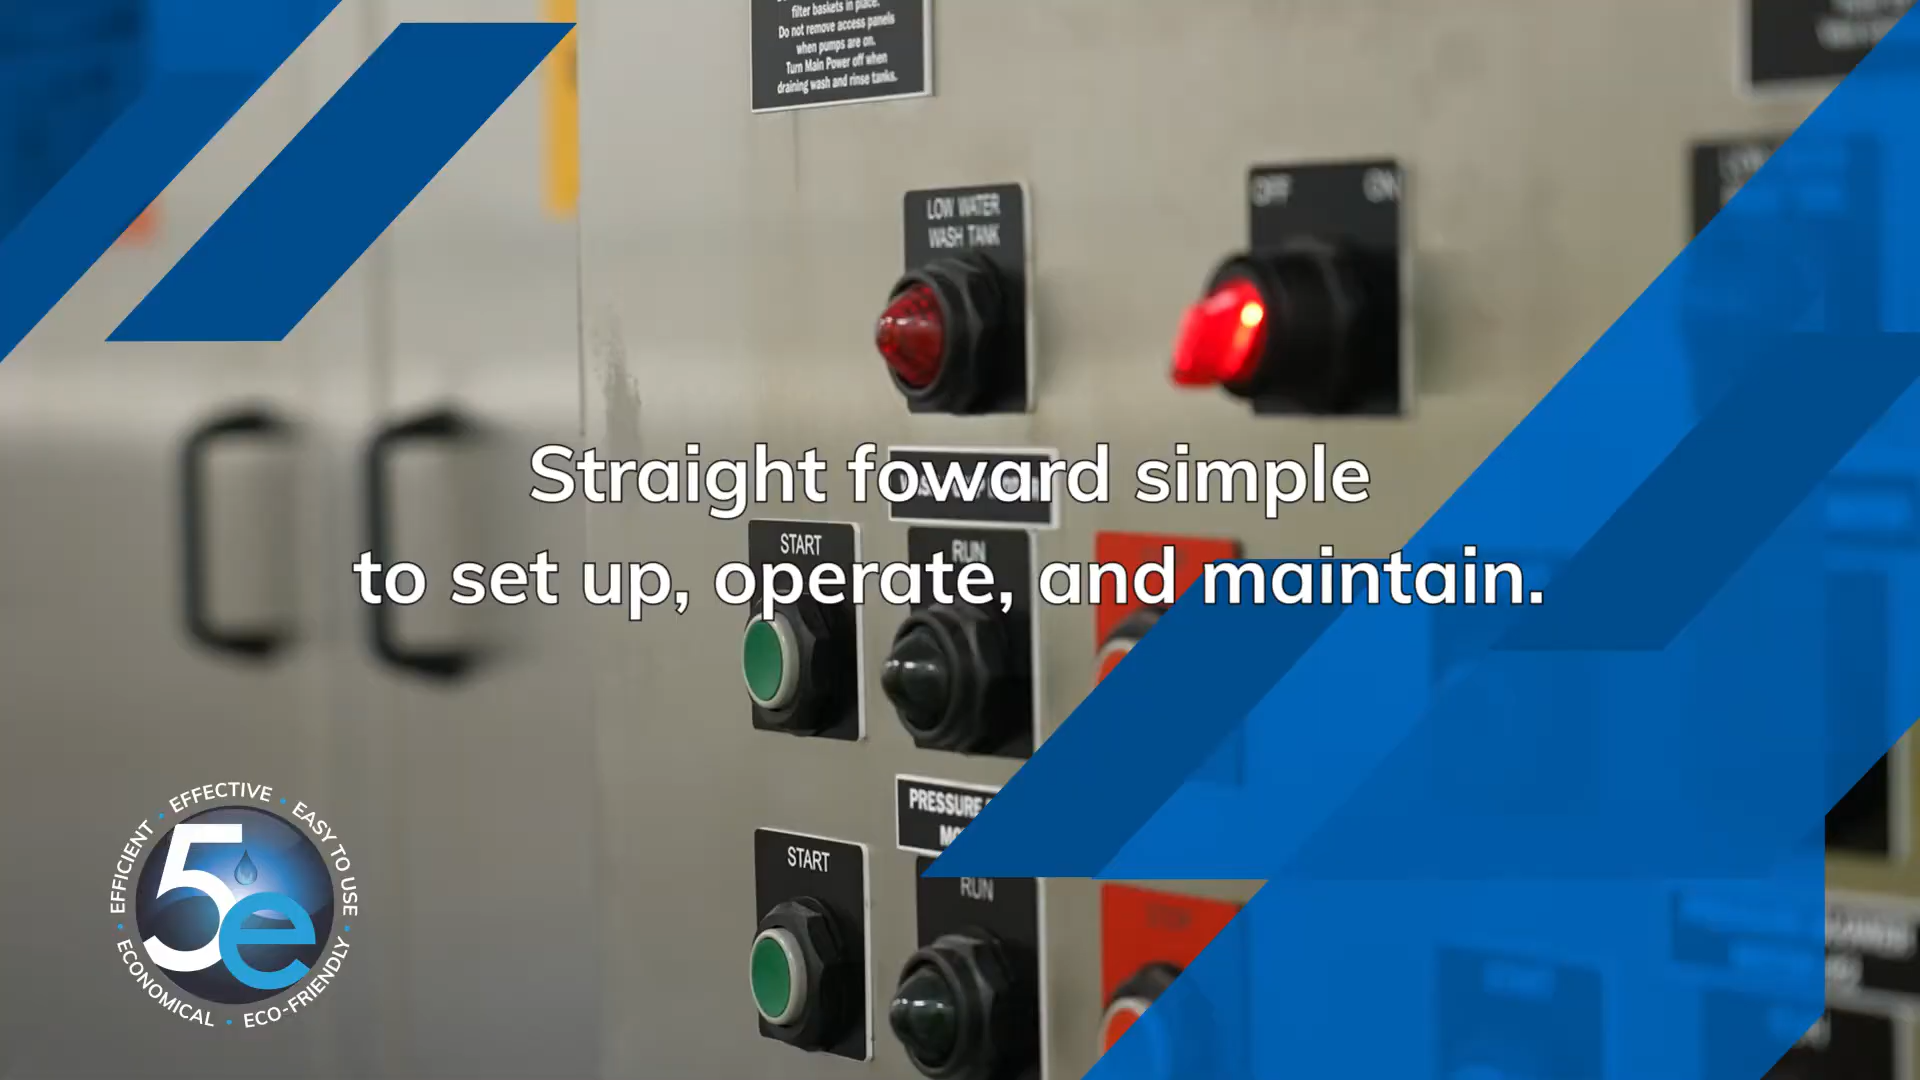 filter baskets in place.
Do not remove access panels
when pumps are on.
Turn Main Power off when
draining wash and rinse tanks.
LOW WATER
WASH TANK
OFF ON
Straight foward simple
to set up, operate, and maintain.
START
RUN
PRESSURE
START
RUN
STOP
EFFICIENT • EFFECTIVE • EASY TO USE • ECO-FRIENDLY • ECONOMICAL •
5e